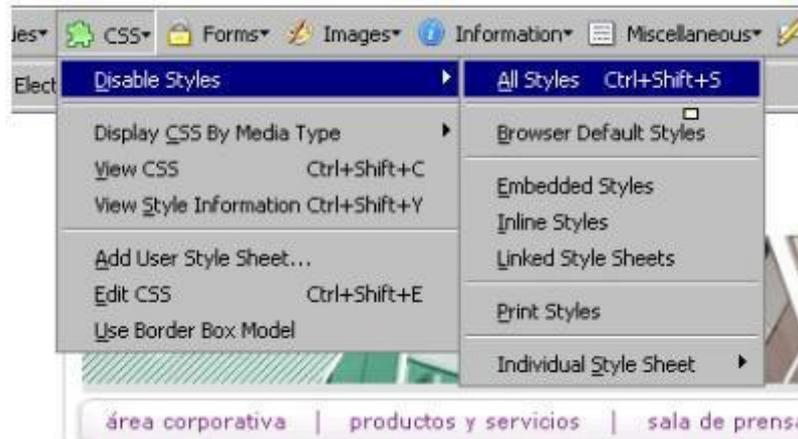 ies CSS Forms Images Information Miscellaneous
Elect
Disable Styles
Display CSS By Media Type
View CSS Ctrl+Shift+C
View Style Information Ctrl+Shift+Y
Add User Style Sheet...
Edit CSS Ctrl+Shift+E
Use Border Box Model
All Styles Ctrl+Shift+S
Browser Default Styles
Embedded Styles
Inline Styles
Linked Style Sheets
Print Styles
Individual Style Sheet
área corporativa | productos y servicios | sala de prensa